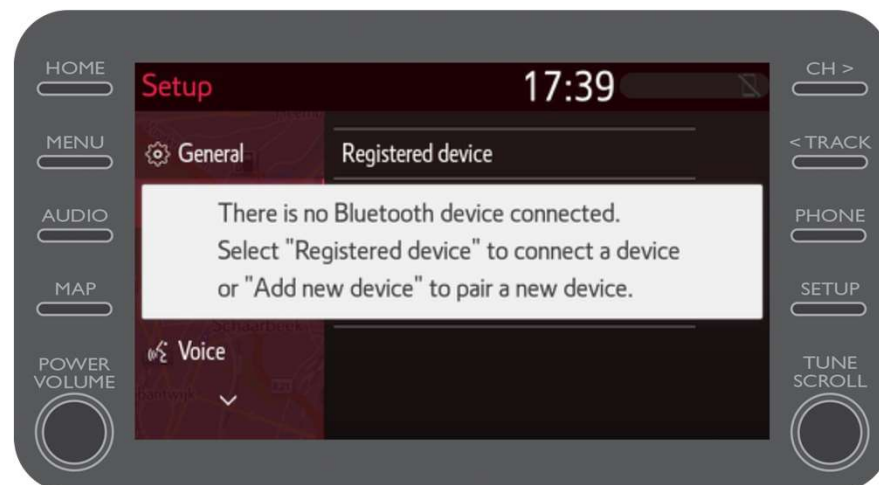 HOME
MENU
AUDIO
MAP
POWER
VOLUME
Setup
17:39
General
Registered device
There is no Bluetooth device connected.
Select "Registered device" to connect a device
or "Add new device" to pair a new device.
Schaarbeek
Voice
CH >
< TRACK
PHONE
SETUP
TUNE
SCROLL